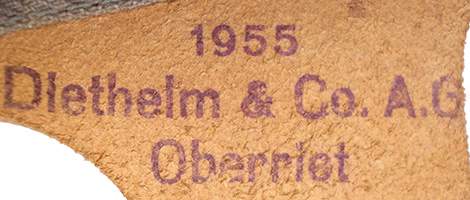 1955
Diethelm & Co. A.G
Oberriet